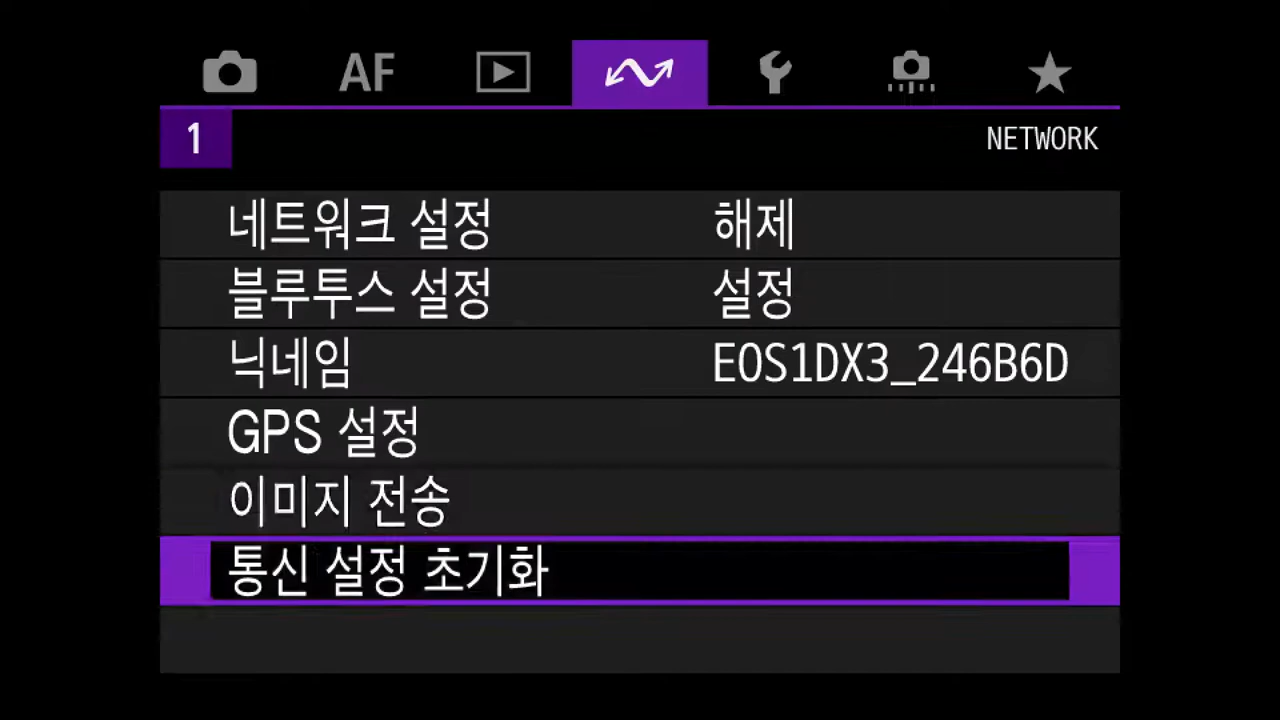 AF
1
NETWORK
네트워크 설정 해제
블루투스 설정 설정
닉네임 EOS1DX3_246B6D
GPS 설정
이미지 전송
통신 설정 초기화